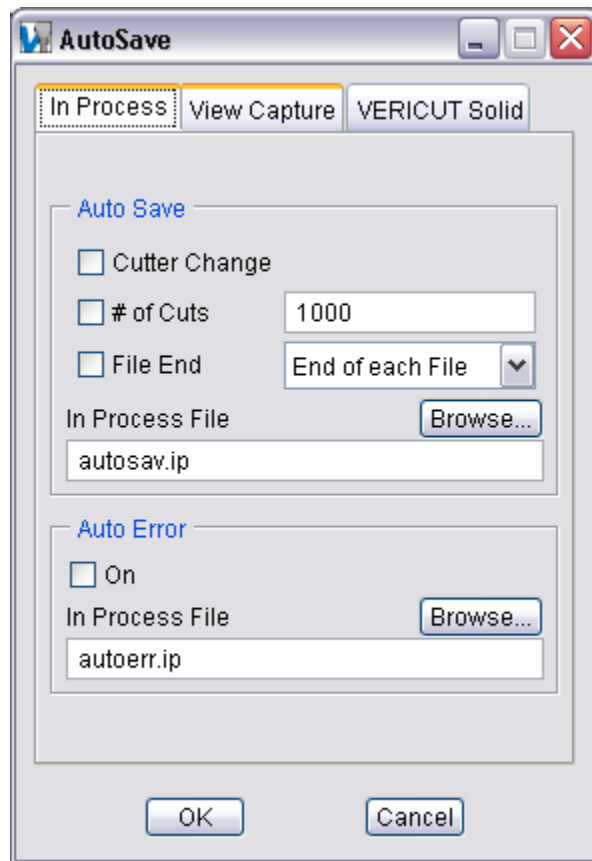 AutoSave
In Process View Capture VERICUT Solid
Auto Save
Cutter Change
# of Cuts 1000
File End End of each File
In Process File Browse...
autosav.ip
Auto Error
On
In Process File Browse...
autoerr.ip
OK Cancel